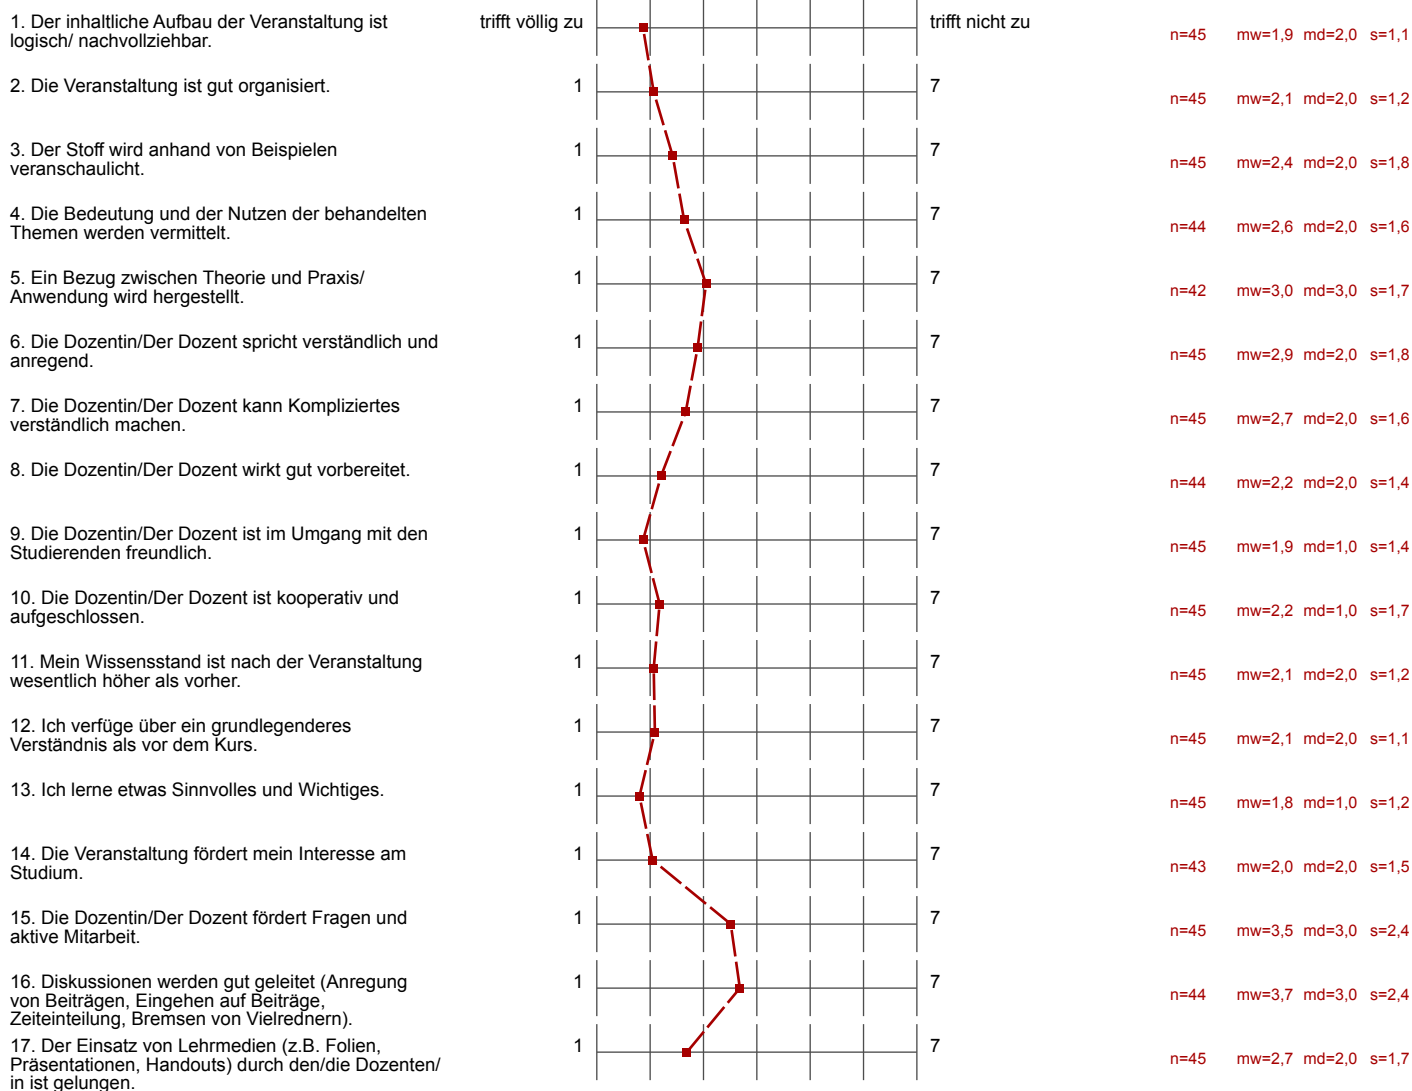 1. Der inhaltliche Aufbau der Veranstaltung ist
logisch/ nachvollziehbar.
trifft völlig zu
trifft nicht zu
n=45 mw=1,9 md=2,0 s=1,1
2. Die Veranstaltung ist gut organisiert.
1
7
n=45 mw=2,1 md=2,0 s=1,2
3. Der Stoff wird anhand von Beispielen
veranschaulicht.
1
7
n=45 mw=2,4 md=2,0 s=1,8
4. Die Bedeutung und der Nutzen der behandelten
Themen werden vermittelt.
1
7
n=44 mw=2,6 md=2,0 s=1,6
5. Ein Bezug zwischen Theorie und Praxis/
Anwendung wird hergestellt.
1
7
n=42 mw=3,0 md=3,0 s=1,7
6. Die Dozentin/Der Dozent spricht verständlich und
anregend.
1
7
n=45 mw=2,9 md=2,0 s=1,8
7. Die Dozentin/Der Dozent kann Kompliziertes
verständlich machen.
1
7
n=45 mw=2,7 md=2,0 s=1,6
8. Die Dozentin/Der Dozent wirkt gut vorbereitet.
1
7
n=44 mw=2,2 md=2,0 s=1,4
9. Die Dozentin/Der Dozent ist im Umgang mit den
Studierenden freundlich.
1
7
n=45 mw=1,9 md=1,0 s=1,4
10. Die Dozentin/Der Dozent ist kooperativ und
aufgeschlossen.
1
7
n=45 mw=2,2 md=1,0 s=1,7
11. Mein Wissensstand ist nach der Veranstaltung
wesentlich höher als vorher.
1
7
n=45 mw=2,1 md=2,0 s=1,2
12. Ich verfüge über ein grundlegenderes
Verständnis als vor dem Kurs.
1
7
n=45 mw=2,1 md=2,0 s=1,1
13. Ich lerne etwas Sinnvolles und Wichtiges.
1
7
n=45 mw=1,8 md=1,0 s=1,2
14. Die Veranstaltung fördert mein Interesse am
Studium.
1
7
n=43 mw=2,0 md=2,0 s=1,5
15. Die Dozentin/Der Dozent fördert Fragen und
aktive Mitarbeit.
1
7
n=45 mw=3,5 md=3,0 s=2,4
16. Diskussionen werden gut geleitet (Anregung
von Beiträgen, Eingehen auf Beiträge,
Zeiteinteilung, Bremsen von Vielrednern).
1
7
n=44 mw=3,7 md=3,0 s=2,4
17. Der Einsatz von Lehrmedien (z.B. Folien,
Präsentationen, Handouts) durch den/die Dozenten/
in ist gelungen.
1
7
n=45 mw=2,7 md=2,0 s=1,7